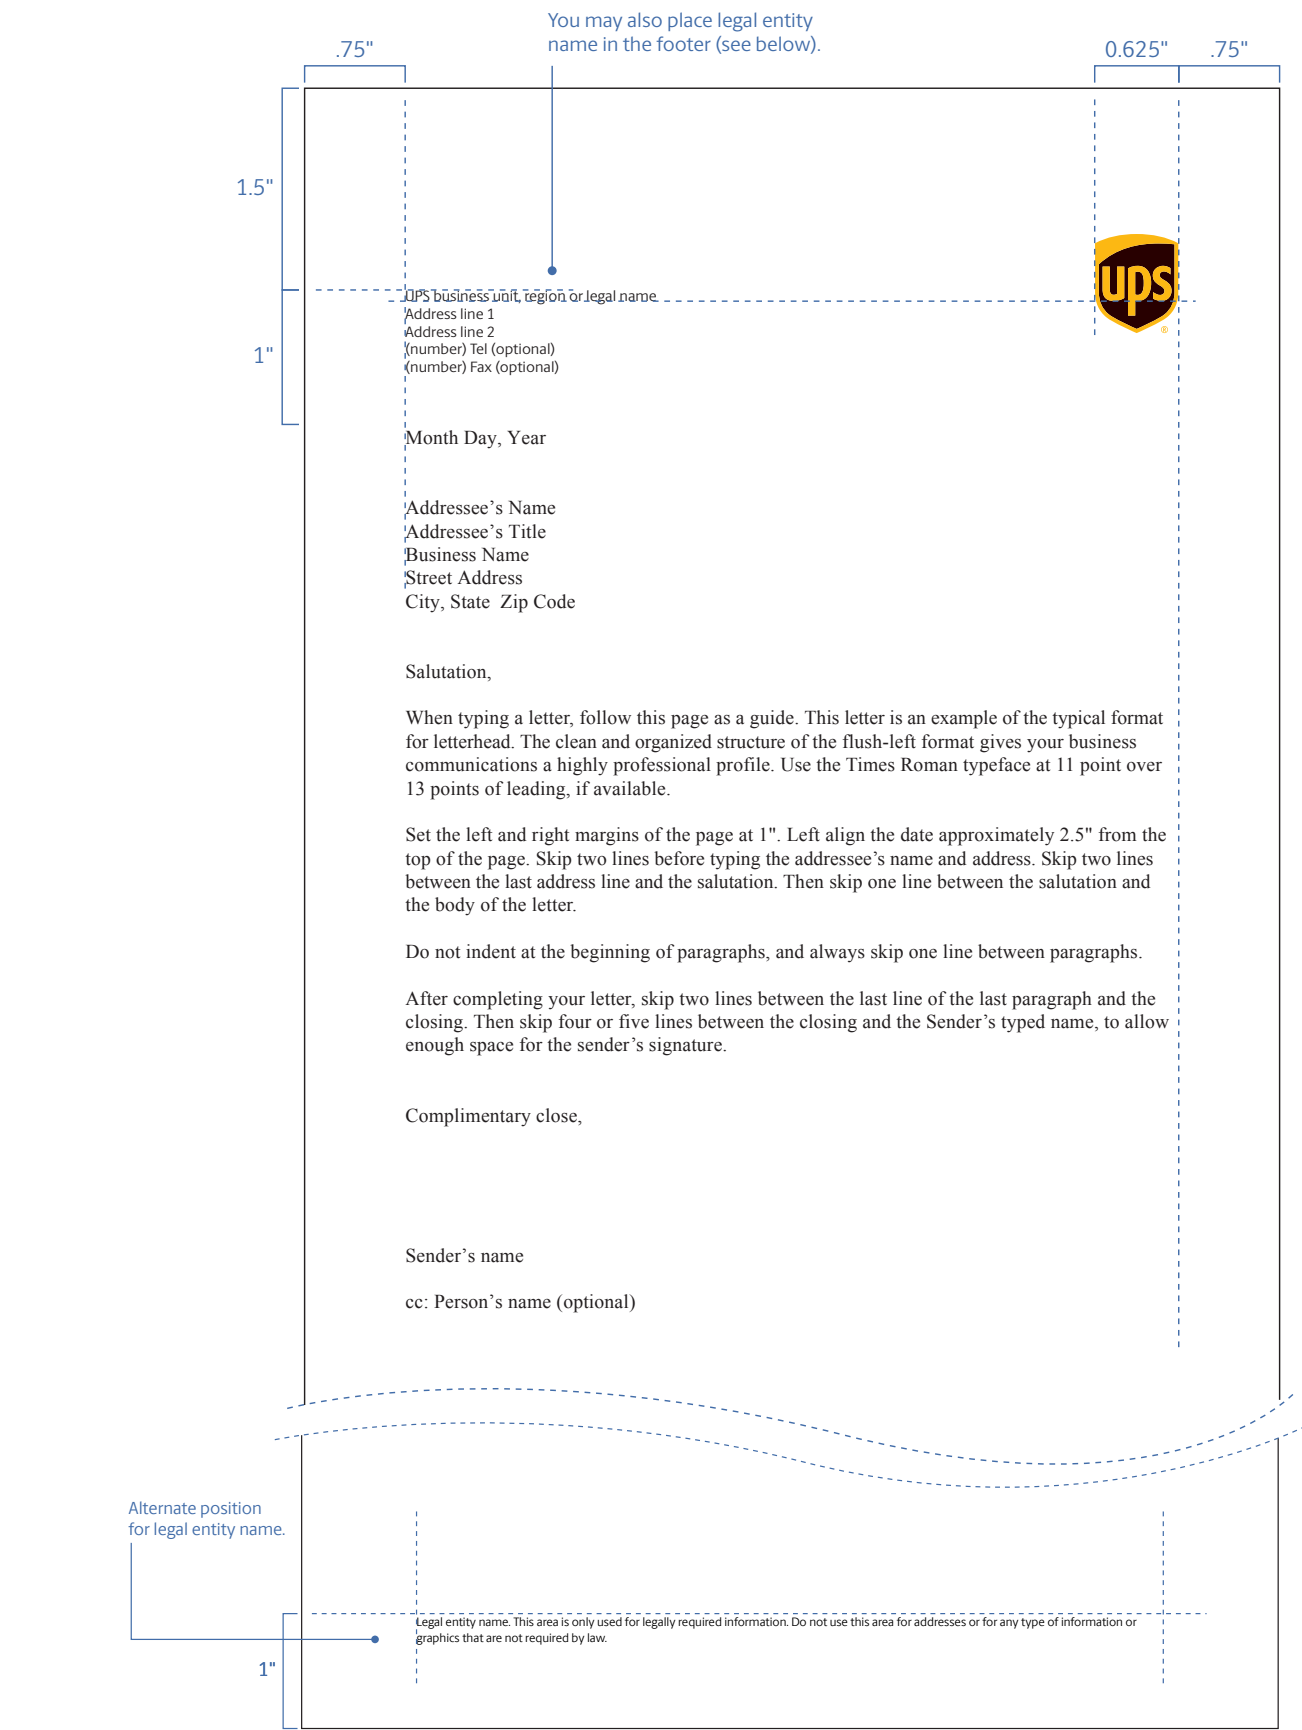 You may also place legal entity
name in the footer (see below).
.75"
0.625"
.75"
1.5"
ups
®
UPS business unit, region or legal name
Address line 1
Address line 2
(number) Tel (optional)
(number) Fax (optional)
1"
Month Day, Year
Addressee’s Name
Addressee’s Title
Business Name
Street Address
City, State  Zip Code
Salutation,
When typing a letter, follow this page as a guide. This letter is an example of the typical format
for letterhead. The clean and organized structure of the flush-left format gives your business
communications a highly professional profile. Use the Times Roman typeface at 11 point over
13 points of leading, if available.
Set the left and right margins of the page at 1". Left align the date approximately 2.5" from the
top of the page. Skip two lines before typing the addressee’s name and address. Skip two lines
between the last address line and the salutation. Then skip one line between the salutation and
the body of the letter.
Do not indent at the beginning of paragraphs, and always skip one line between paragraphs.
After completing your letter, skip two lines between the last line of the last paragraph and the
closing. Then skip four or five lines between the closing and the Sender’s typed name, to allow
enough space for the sender’s signature.
Complimentary close,
Sender’s name
cc: Person’s name (optional)
Alternate position
for legal entity name.
Legal entity name. This area is only used for legally required information. Do not use this area for addresses or for any type of information or
graphics that are not required by law.
1"